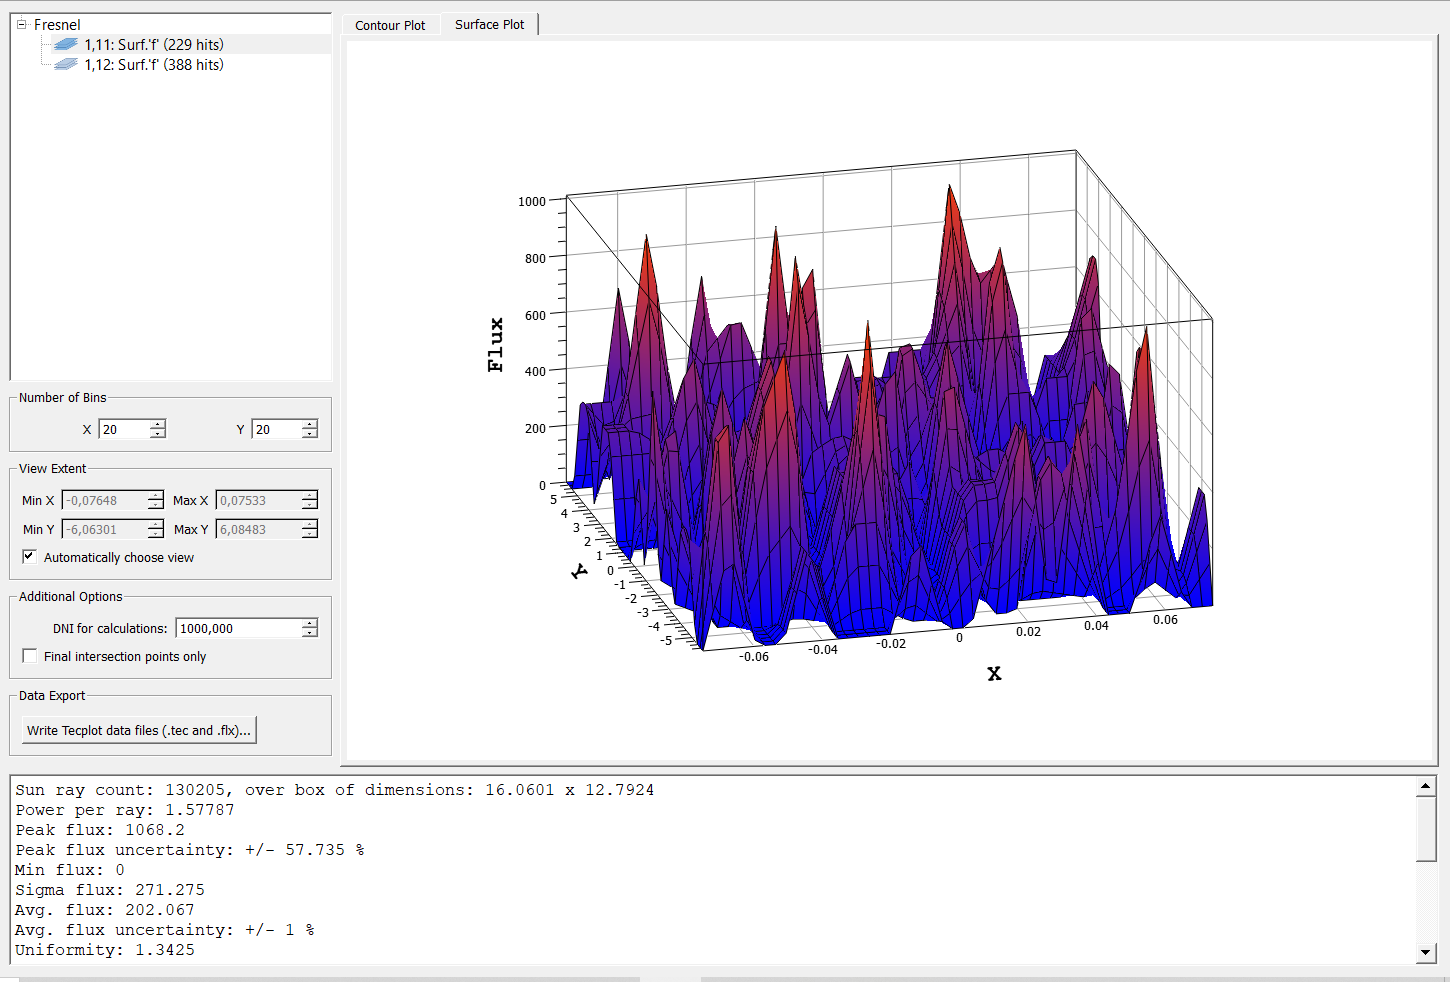 Fresnel
1,11: Surf.'f' (229 hits)
1,12: Surf.'f' (388 hits)
Number of Bins
X 20 Y 20
View Extent
Min X -0,07648 Max X 0,07533
Min Y -6,06301 Max Y 6,08483
Automatically choose view
Additional Options
DNI for calculations: 1000,000
Final intersection points only
Data Export
Write Tecplot data files (.tec and .flx)...
Contour Plot Surface Plot
Flux
1000
800
600
400
200
0
Y
5
4
3
2
1
0
-1
-2
-3
-4
-5
-0.06 -0.04 -0.02 0 0.02 0.04 0.06
X
Sun ray count: 130205, over box of dimensions: 16.0601 x 12.7924
Power per ray: 1.57787
Peak flux: 1068.2
Peak flux uncertainty: +/- 57.735 %
Min flux: 0
Sigma flux: 271.275
Avg. flux: 202.067
Avg. flux uncertainty: +/- 1 %
Uniformity: 1.3425